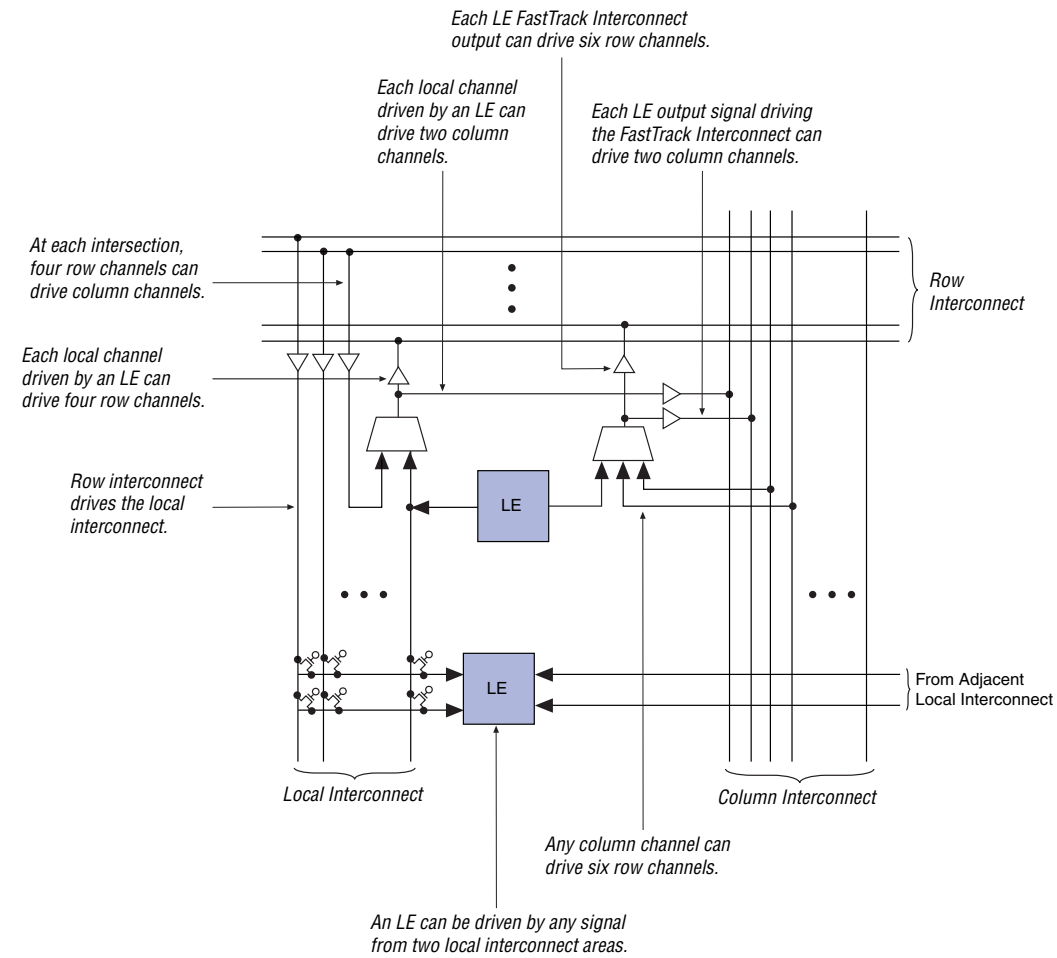 Each LE FastTrack Interconnect
output can drive six row channels.
Each local channel
driven by an LE can
drive two column
channels.
Each LE output signal driving
the FastTrack Interconnect can
drive two column channels.
At each intersection,
four row channels can
drive column channels.
Row
Interconnect
Each local channel
driven by an LE can
drive four row channels.
Row interconnect
drives the local
interconnect.
LE
LE
From Adjacent
Local Interconnect
Local Interconnect
Column Interconnect
Any column channel can
drive six row channels.
An LE can be driven by any signal
from two local interconnect areas.